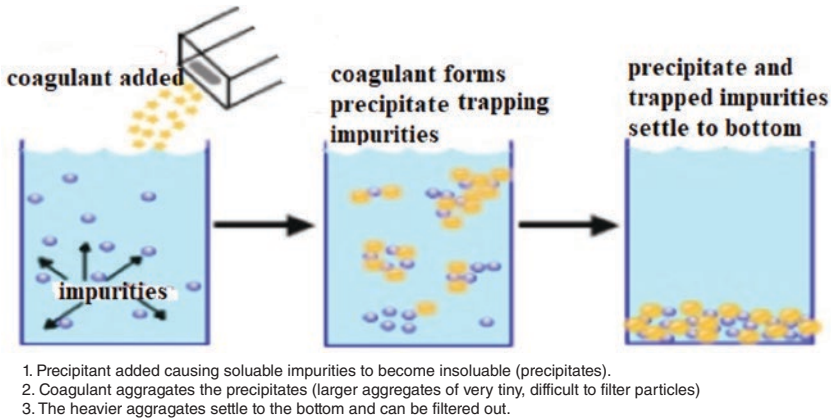 coagulant added
coagulant forms
precipitate trapping
impurities
precipitate and
trapped impurities
settle to bottom
impurities
1. Precipitant added causing soluable impurities to become insoluable (precipitates).
2. Coagulant aggragates the precipitates (larger aggregates of very tiny, difficult to filter particles)
3. The heavier aggragates settle to the bottom and can be filtered out.